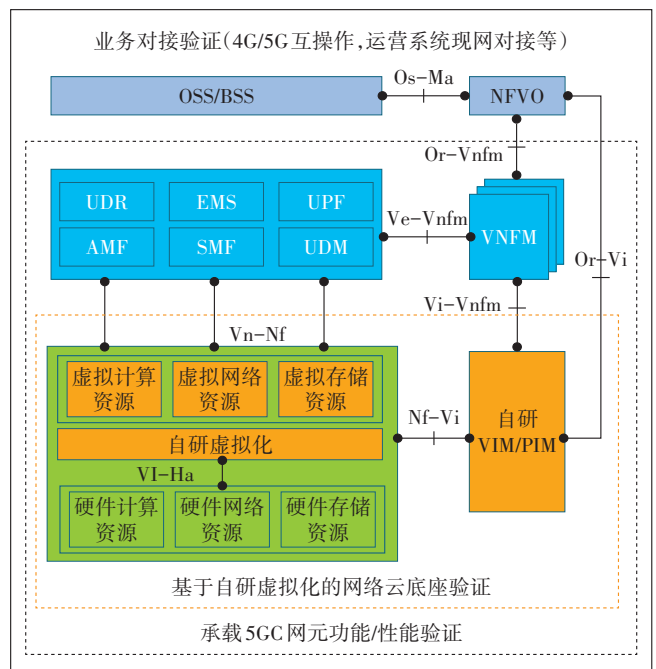 业务对接验证(4G/5G互操作,运营系统现网对接等)
OSS/BSS
Os-Ma
NFVO
Or-Vnfm
UDR
EMS
UPF
AMF
SMF
UDM
Ve-Vnfm
VNFM
Or-Vi
Vi-Vnfm
Vn-Nf
虚拟计算
资源
虚拟网络
资源
虚拟存储
资源
自研虚拟化
Nf-Vi
自研
VIM/PIM
VI-Ha
硬件计算
资源
硬件网络
资源
硬件存储
资源
基于自研虚拟化的网络云底座验证
承载5GC网元功能/性能验证